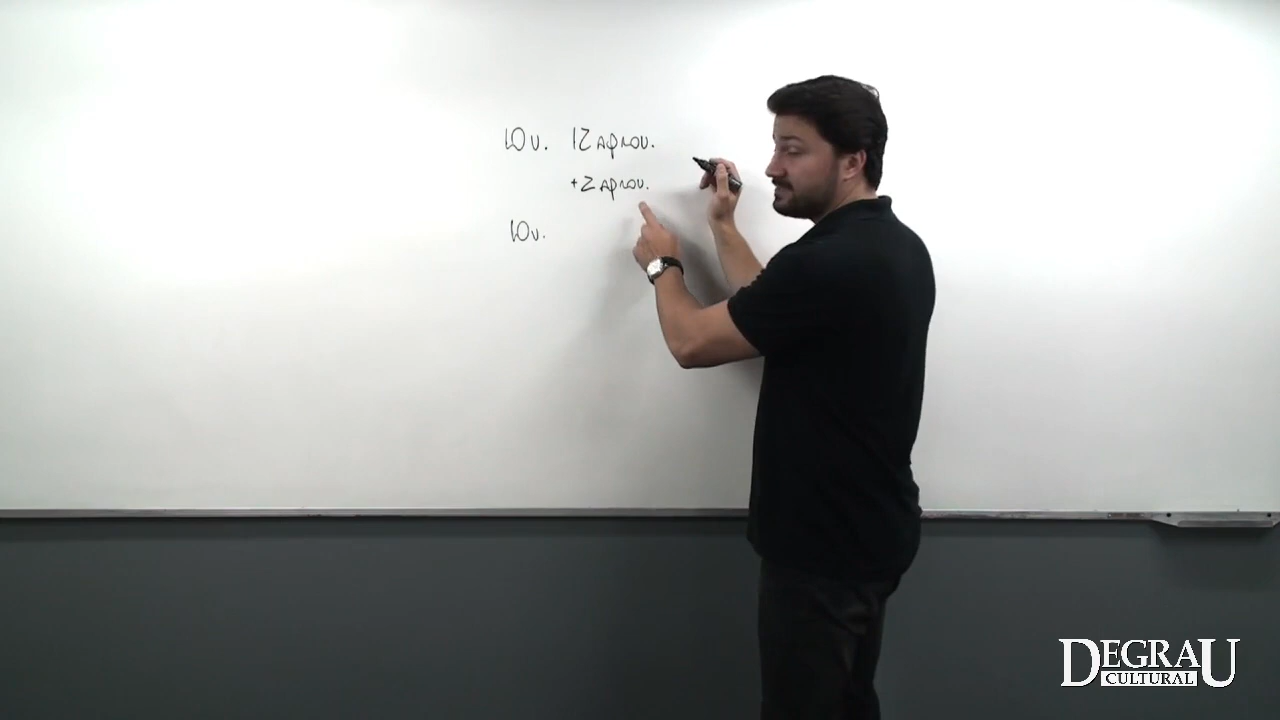 10v. 12 aprov.
+2 aprov.
10v.
DEGRAU
CULTURAL